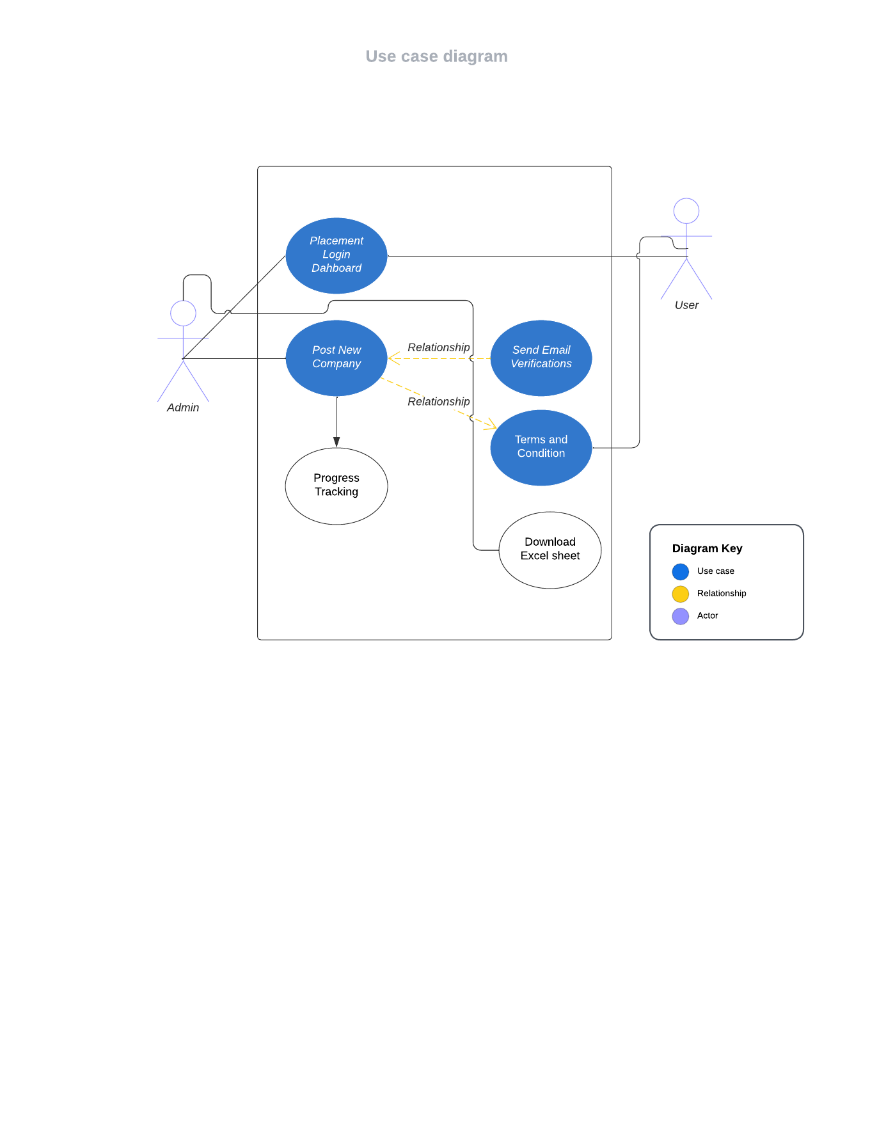 Use case diagram
Placement
Login
Dahboard
User
Post New
Company
Relationship
Send Email
Verifications
Admin
Relationship
Terms and
Condition
Progress
Tracking
Download
Excel sheet
Diagram Key
Use case
Relationship
Actor